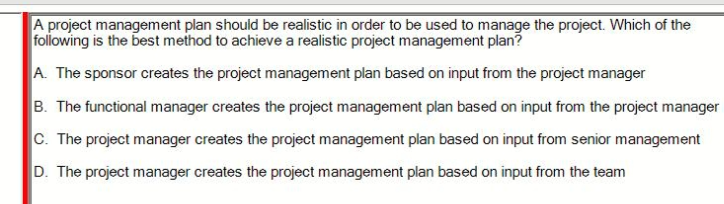 A project management plan should be realistic in order to be used to manage the project. Which of the
following is the best method to achieve a realistic project management plan?
A. The sponsor creates the project management plan based on input from the project manager
B. The functional manager creates the project management plan based on input from the project manager
C. The project manager creates the project management plan based on input from senior management
D. The project manager creates the project management plan based on input from the team